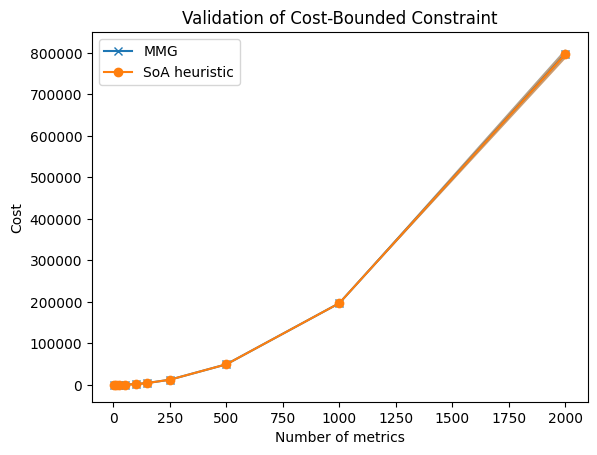 Validation of Cost-Bounded Constraint
MMG
SoA heuristic
Cost
800000
700000
600000
500000
400000
300000
200000
100000
0
0 250 500 750 1000 1250 1500 1750 2000
Number of metrics